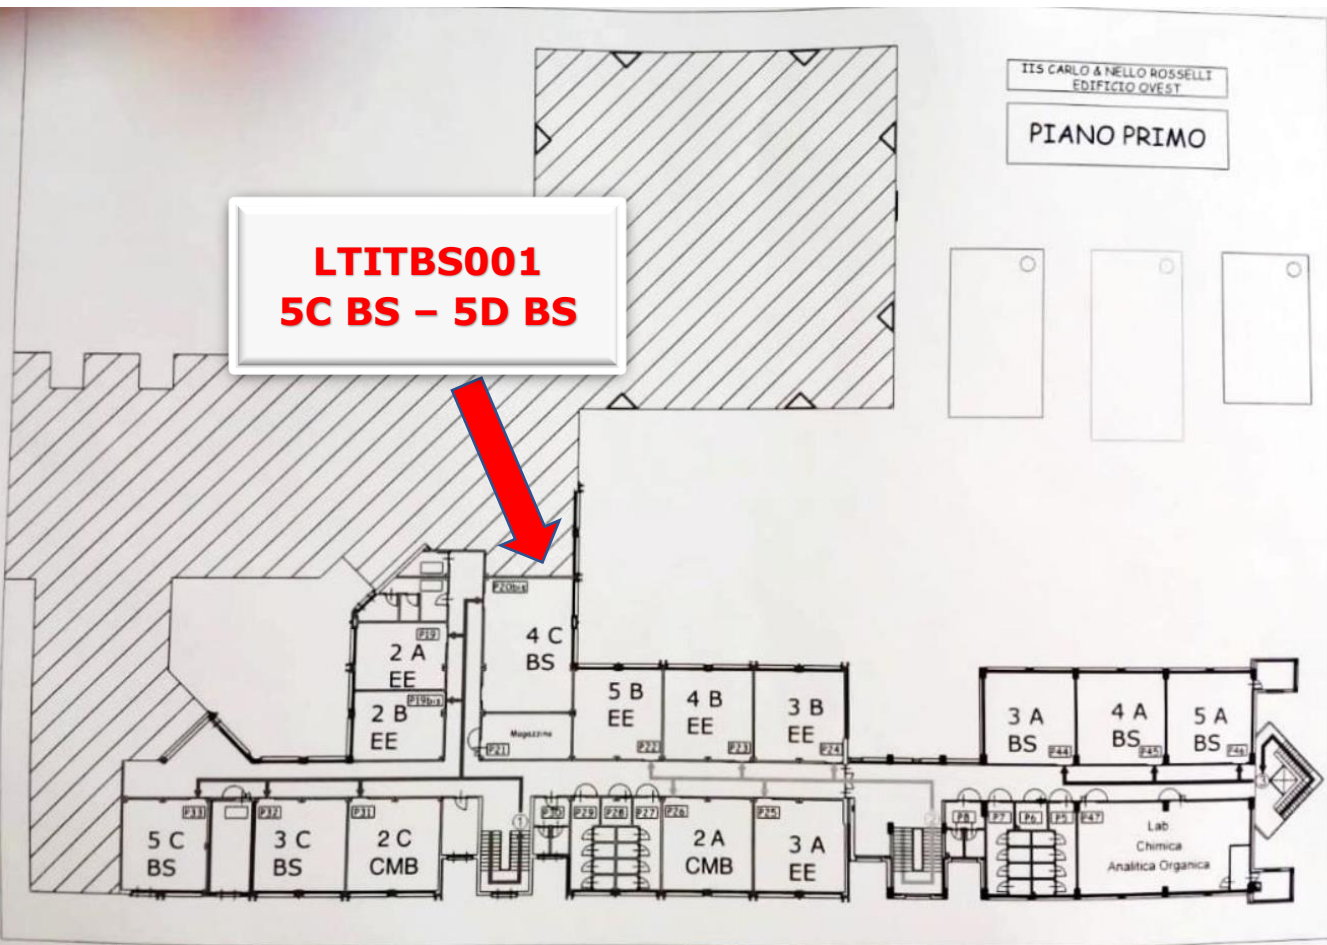 IIS CARLO & NELLO ROSSELLI
EDIFICIO OVEST
PIANO PRIMO
LTITBS001
5C BS – 5D BS
P20bis
4 C
BS
P19
2 A
EE
P19bis
2 B
EE
Magazzino
P21
5 B
EE
P22
4 B
EE
P23
3 B
EE
P24
3 A
BS
P44
4 A
BS
P45
5 A
BS
P46
P33
5 C
BS
P32
3 C
BS
P31
2 C
CMB
1
P30
P29
P28
P27
P26
2 A
CMB
P25
3 A
EE
2
P8
P7
P6
P5
P47
Lab.
Chimica
Analitica Organica